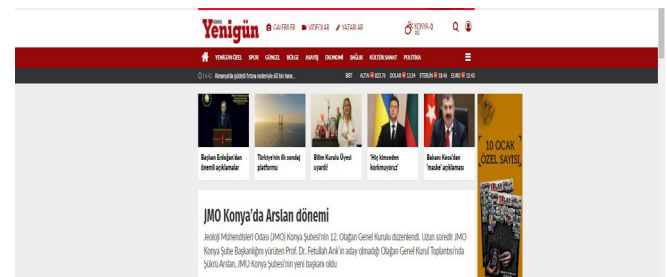 KONYA
Yenigün
GALERİLER VİDEOLAR YAZARLAR
KONYA
YENİGÜN ÖZEL SPOR GÜNCEL BÖLGE ASAYİŞ EKONOMİ SAĞLIK KÜLTÜR SANAT POLİTİKA
Almanya'da şiddetli fırtına nedeniyle 60 bin hane...
BIST ALTIN DOLAR STERLİN EURO
Başkan Erdoğan'dan
önemli açıklamalar
Türkiye'nin ilk sondaj
platformu
Bilim Kurulu Üyesi
uyardı!
'Hiç kimseden
korkmuyoruz'
Bakanı Koca'dan
'maske' açıklaması
10 OCAK
ÖZEL SAYISI
JMO Konya'da Arslan dönemi
Jeoloji Mühendisleri Odası (JMO) Konya Şubesi'nin 12. Olağan Genel Kurulu düzenlendi. Uzun süredir JMO
Konya Şube Başkanlığını yürüten Prof. Dr. Fetullah Arık'ın aday olmadığı Olağan Genel Kurul Toplantısı'nda
Şükrü Arslan, JMO Konya Şubesi'nin yeni başkanı oldu